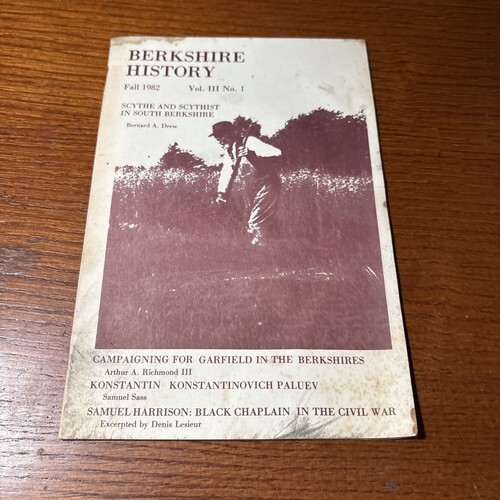 BERKSHIRE
HISTORY
Fall 1982 Vol. III No. 1
SCYTHE AND SCYTHIST
IN SOUTH BERKSHIRE
Bernard A. Drew
CAMPAIGNING FOR GARFIELD IN THE BERKSHIRES
Arthur A. Richmond III
KONSTANTIN KONSTANTINOVICH PALUEV
Samuel Sass
SAMUEL HARRISON: BLACK CHAPLAIN IN THE CIVIL WAR
Excerpted by Denis Lesieur